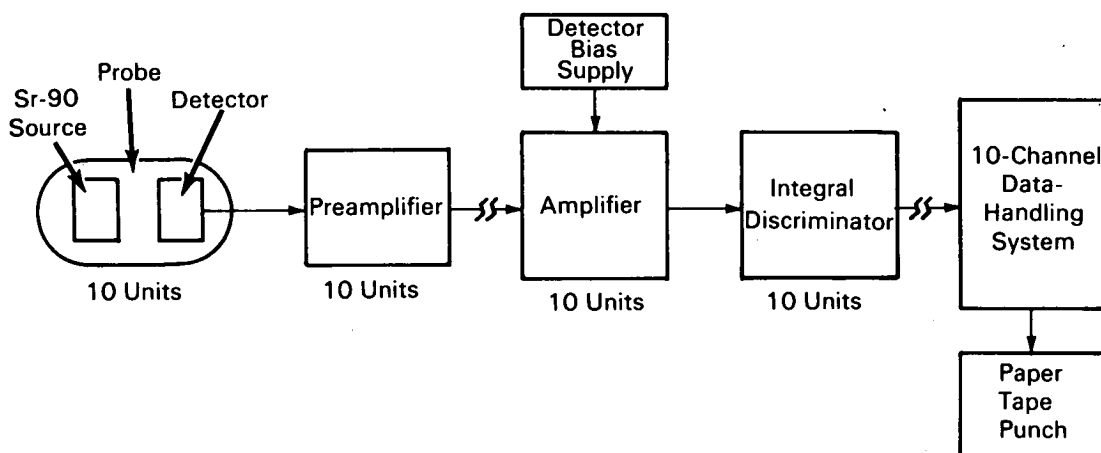 Detector
Bias
Supply
Probe
Sr-90
Source
Detector
Preamplifier
Amplifier
Integral
Discriminator
10-Channel
Data-
Handling
System
10 Units
10 Units
10 Units
10 Units
Paper
Tape
Punch